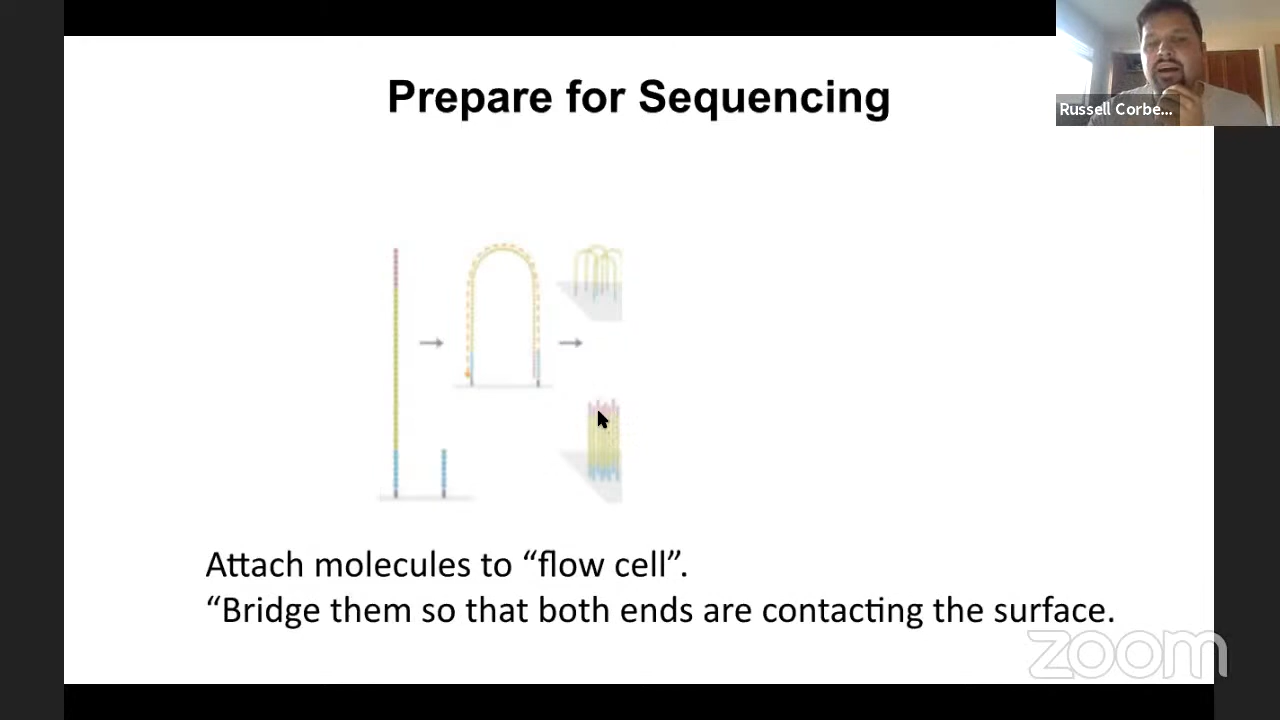 Prepare for Sequencing
Russell Corbe...
Attach molecules to “flow cell”.
“Bridge them so that both ends are contacting the surface.
zoom